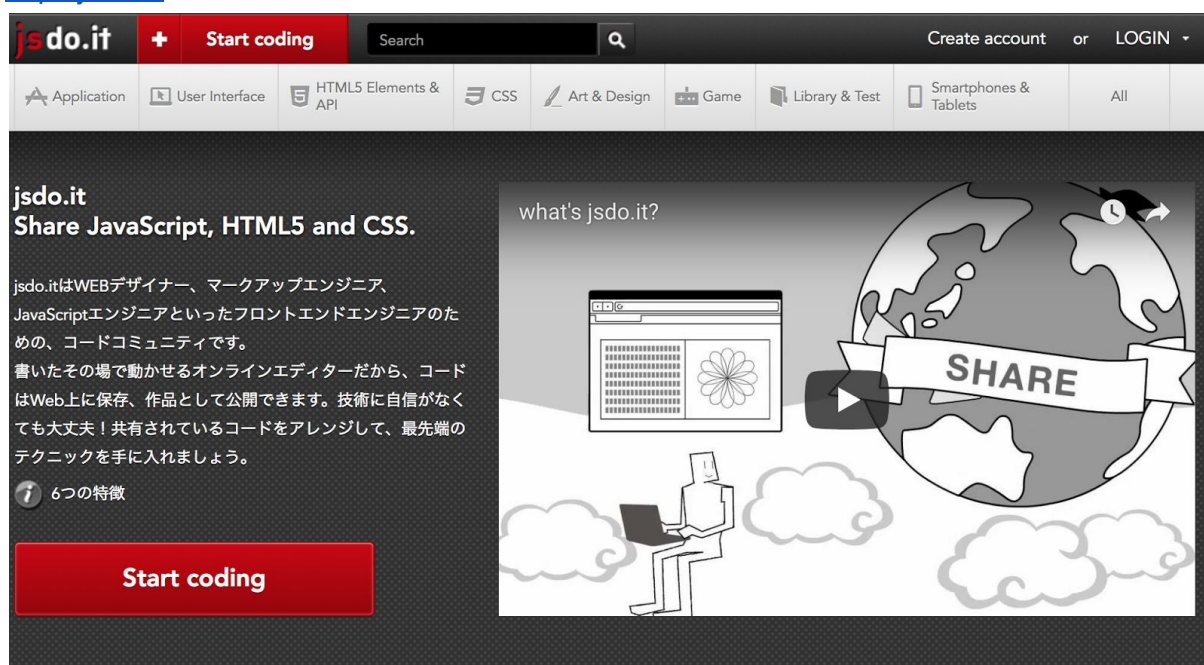 jsdo.it
+ Start coding
Search
Create account or LOGIN
Application
User Interface
HTML5 Elements &
API
CSS
Art & Design
Game
Library & Test
Smartphones &
Tablets
All
jsdo.it
Share JavaScript, HTML5 and CSS.
jsdo.itはWEBデザイナー、マークアップエンジニア、
JavaScriptエンジニアといったフロントエンドエンジニアのた
めの、コードコミュニティです。
書いたその場で動かせるオンラインエディターだから、コード
はWeb上に保存、作品として公開できます。技術に自信がなく
ても大丈夫！共有されているコードをアレンジして、最先端の
テクニックを手に入れましょう。
6つの特徴
Start coding
what's jsdo.it?
SHARE